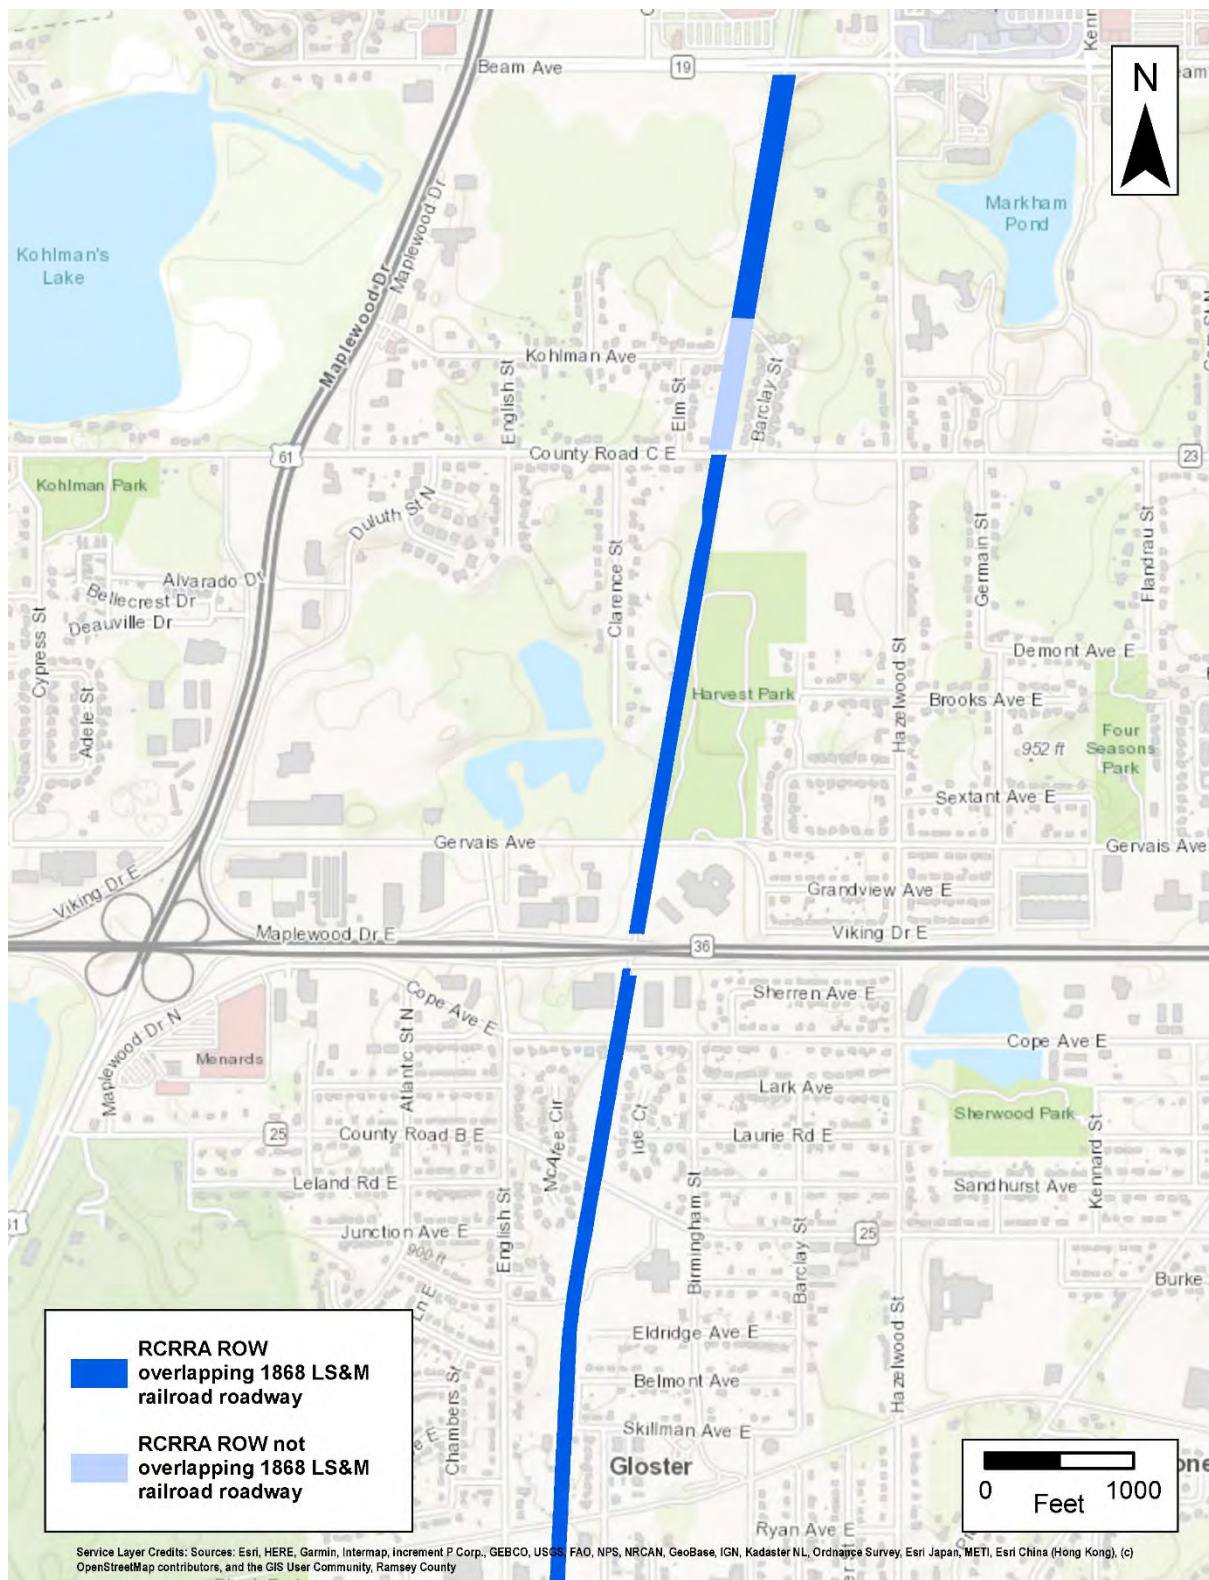 Beam Ave
19
Kenn
eam
N
Maplewood Dr
Markham
Pond
Kohlman's
Lake
Maplewood Dr
Kohlman Ave
English St
Elm St
Barclay St
County Road C E
61
23
Kohlman Park
Duluth St N
Clarence St
Germain St
Flandrau St
Alvarado Dr
Bellecrest Dr
Deauville Dr
Cypress St
Adele St
Hazelwood St
Demont Ave E
Harvest Park
Brooks Ave E
952 ft
Four
Seasons
Park
Sextant Ave E
Gervais Ave
Gervais Ave
Viking Dr E
Grandview Ave E
Maplewood Dr E
36
Viking Dr E
Cope Ave E
Sherren Ave E
Maplewood Dr N
Menards
Atlantic St N
Cope Ave E
Lark Ave
Sherwood Park
McAfee Cir
Ide Ct
25
County Road B E
Laurie Rd E
Kennard St
Leland Rd E
Birmingham St
Sandhurst Ave
Junction Ave E
900 ft
English St
Barclay St
25
Burke
Ln E
Eldridge Ave E
Hazelwood St
Belmont Ave
Chambers St
Skillman Ave E
Gloster
Ryan Ave E
RCRRA ROW
overlapping 1868 LS&M
railroad roadway
RCRRA ROW not
overlapping 1868 LS&M
railroad roadway
0 1000
Feet
Service Layer Credits: Sources: Esri, HERE, Garmin, Intermap, increment P Corp., GEBCO, USGS, FAO, NPS, NRCAN, GeoBase, IGN, Kadaster NL, Ordnance Survey, Esri Japan, METI, Esri China (Hong Kong), (c)
OpenStreetMap contributors, and the GIS User Community, Ramsey County